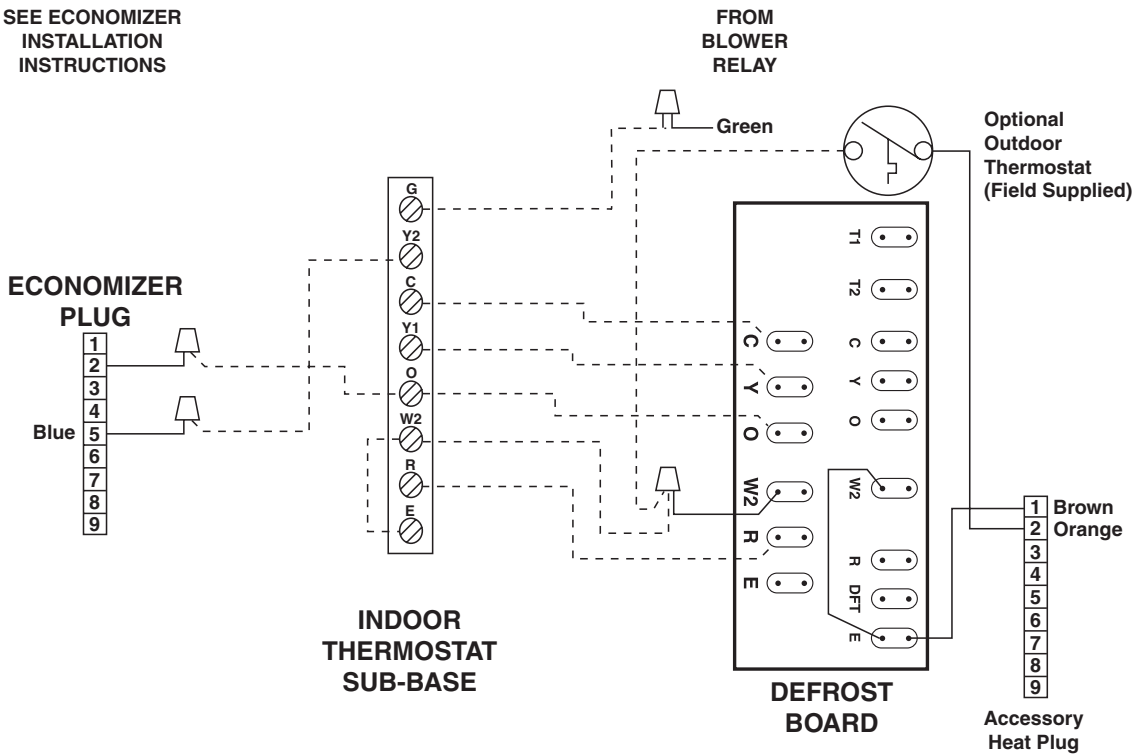 SEE ECONOMIZER
INSTALLATION
INSTRUCTIONS
FROM
BLOWER
RELAY
Green
Optional
Outdoor
Thermostat
(Field Supplied)
ECONOMIZER
PLUG
1
2
3
4
Blue 5
6
7
8
9
G
Y2
C
Y1
O
W2
R
E
INDOOR
THERMOSTAT
SUB-BASE
C
Y
O
W2
R
E
T1
T2
C
Y
O
W2
R
DFT
E
DEFROST
BOARD
1 Brown
2 Orange
3
4
5
6
7
8
9
Accessory
Heat Plug